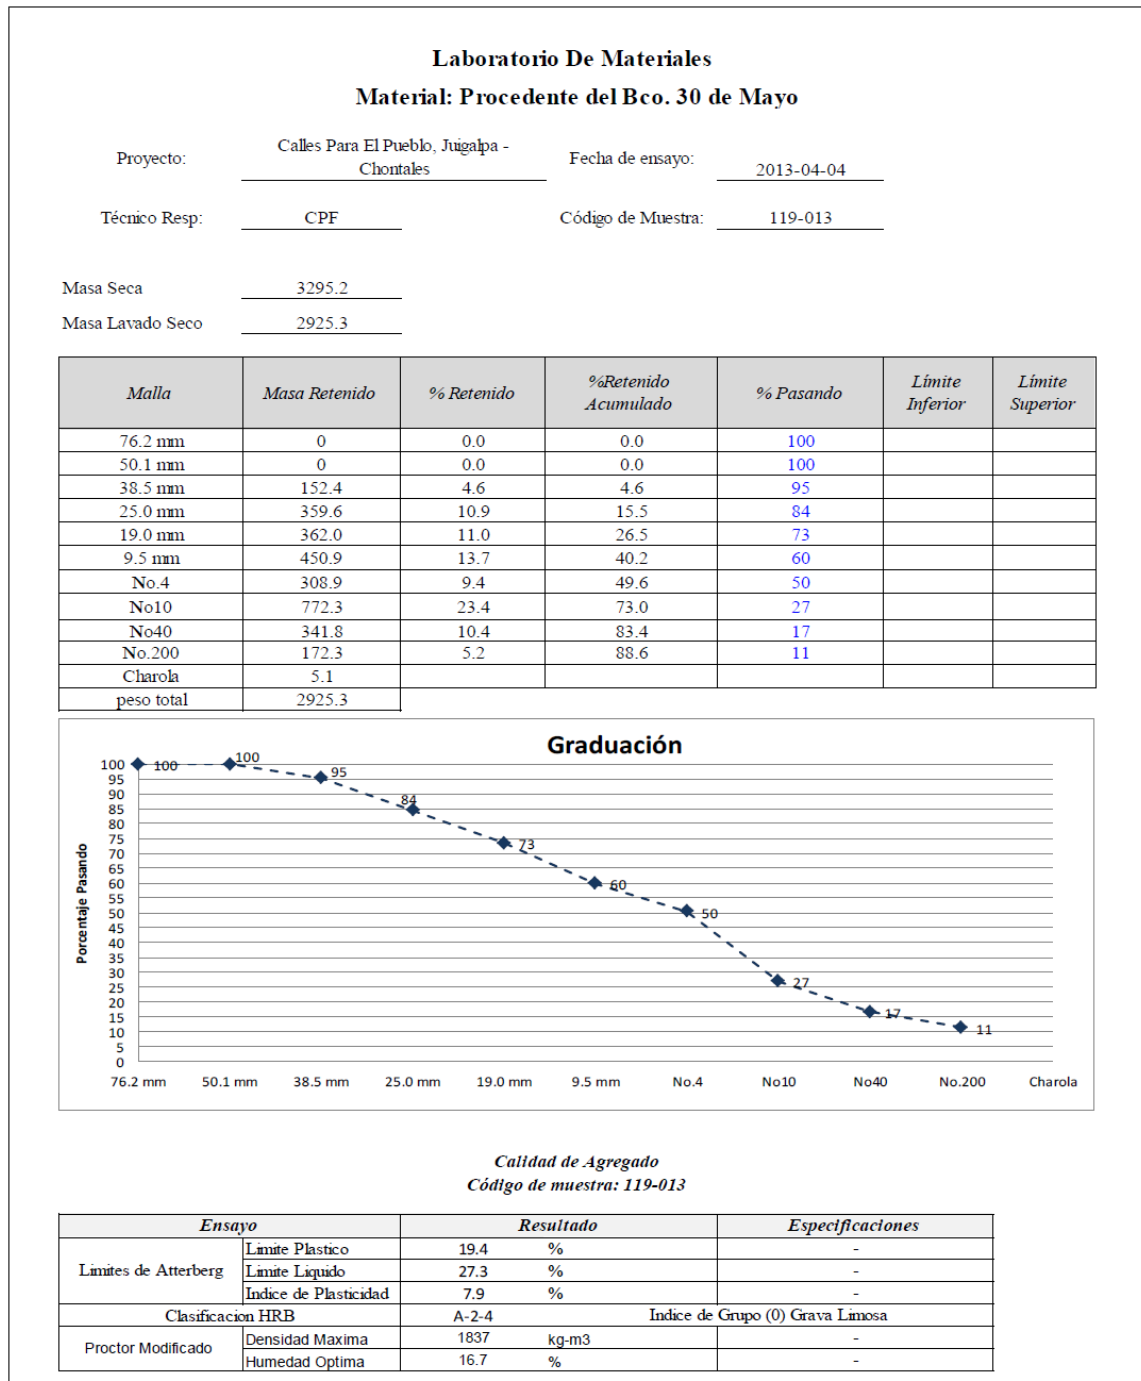 Laboratorio De Materiales
Material: Procedente del Bco. 30 de Mayo
Proyecto: Calles Para El Pueblo, Juigalpa - Chontales Fecha de ensayo: 2013-04-04
Técnico Resp: CPF Código de Muestra: 119-013
Masa Seca 3295.2
Masa Lavado Seco 2925.3
Malla Masa Retenido % Retenido %Retenido Acumulado % Pasando Límite Inferior Límite Superior
76.2 mm 0 0.0 0.0 100
50.1 mm 0 0.0 0.0 100
38.5 mm 152.4 4.6 4.6 95
25.0 mm 359.6 10.9 15.5 84
19.0 mm 362.0 11.0 26.5 73
9.5 mm 450.9 13.7 40.2 60
No.4 308.9 9.4 49.6 50
No10 772.3 23.4 73.0 27
No40 341.8 10.4 83.4 17
No.200 172.3 5.2 88.6 11
Charola 5.1
peso total 2925.3
Graduación
Porcentaje Pasando
100
95
90
85
80
75
70
65
60
55
50
45
40
35
30
25
20
15
10
5
0
100 100 95 84 73 60 50 27 17 11
76.2 mm 50.1 mm 38.5 mm 25.0 mm 19.0 mm 9.5 mm No.4 No10 No40 No.200 Charola
Calidad de Agregado
Código de muestra: 119-013
Ensayo Resultado Especificaciones
Limites de Atterberg
Limite Plastico 19.4 % -
Limite Liquido 27.3 % -
Indice de Plasticidad 7.9 % -
Clasificacion HRB A-2-4 Indice de Grupo (0) Grava Limosa
Proctor Modificado
Densidad Maxima 1837 kg-m3 -
Humedad Optima 16.7 % -